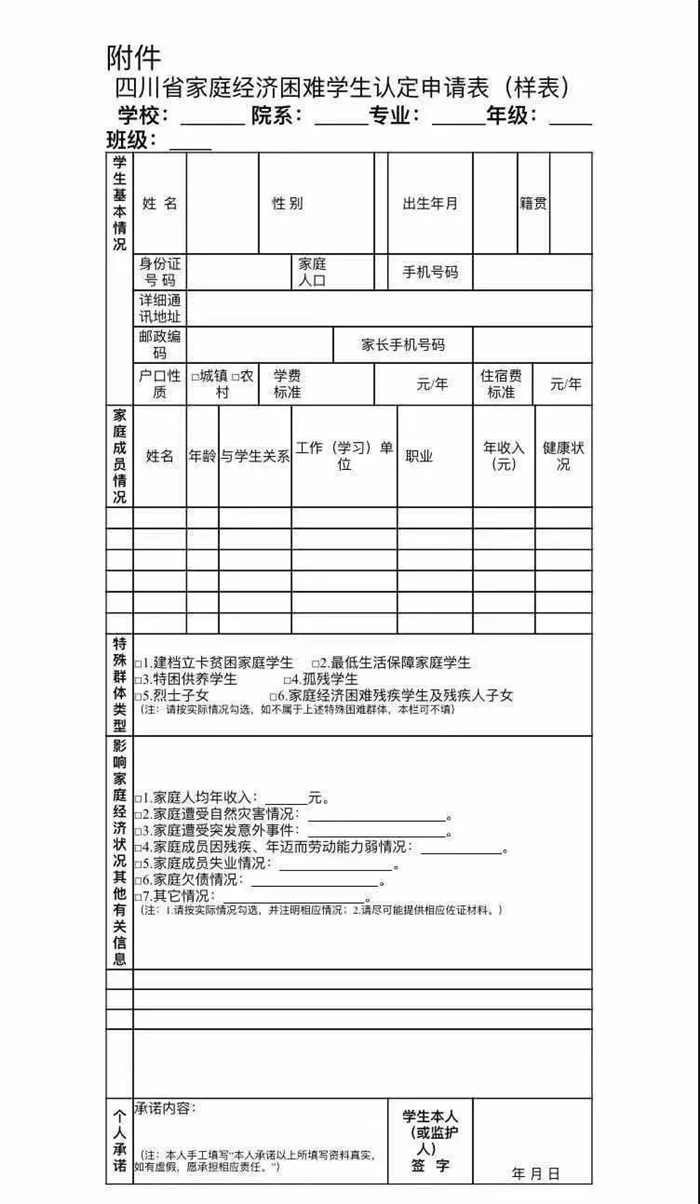 附件
四川省家庭经济困难学生认定申请表（样表）
学校：______ 院系：_____专业：_____年级：____
班级：____
学生基本情况
姓 名 性 别 出生年月 籍贯
身份证号 码 家庭人口 手机号码
详细通讯地址
邮政编码 家长手机号码
户口性质 □城镇 □农村 学费标准 元/年 住宿费标准 元/年
家庭成员情况
姓名 年龄 与学生关系 工作（学习）单位 职业 年收入（元） 健康状况
特殊群体类型
□1.建档立卡贫困家庭学生 □2.最低生活保障家庭学生
□3.特困供养学生 □4.孤残学生
□5.烈士子女 □6.家庭经济困难残疾学生及残疾人子女
（注：请按实际情况勾选，如不属于上述特殊困难群体，本栏可不填）
影响家庭经济状况其他有关信息
□1.家庭人均年收入：______元。
□2.家庭遭受自然灾害情况：____________________。
□3.家庭遭受突发意外事件：____________________。
□4.家庭成员因残疾、年迈而劳动能力弱情况：____________。
□5.家庭成员失业情况：________________。
□6.家庭欠债情况：__________________。
□7.其它情况：____________________。
（注：1.请按实际情况勾选，并注明相应情况；2.请尽可能提供相应佐证材料。）
个人承诺
承诺内容：
（注：本人手工填写“本人承诺以上所填写资料真实，
如有虚假，愿承担相应责任。”）
学生本人
（或监护
人）
签 字
年 月 日